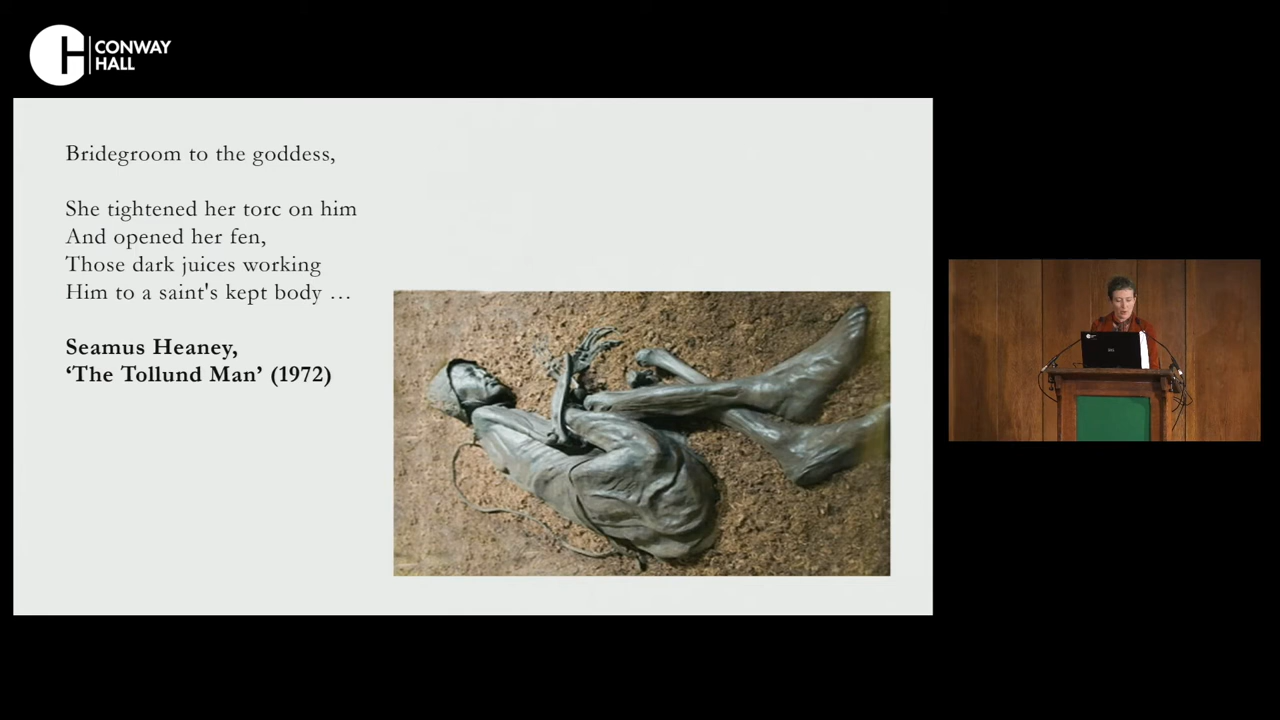 CONWAY
HALL
Bridegroom to the goddess,
She tightened her torc on him
And opened her fen,
Those dark juices working
Him to a saint's kept body …
Seamus Heaney,
‘The Tollund Man’ (1972)